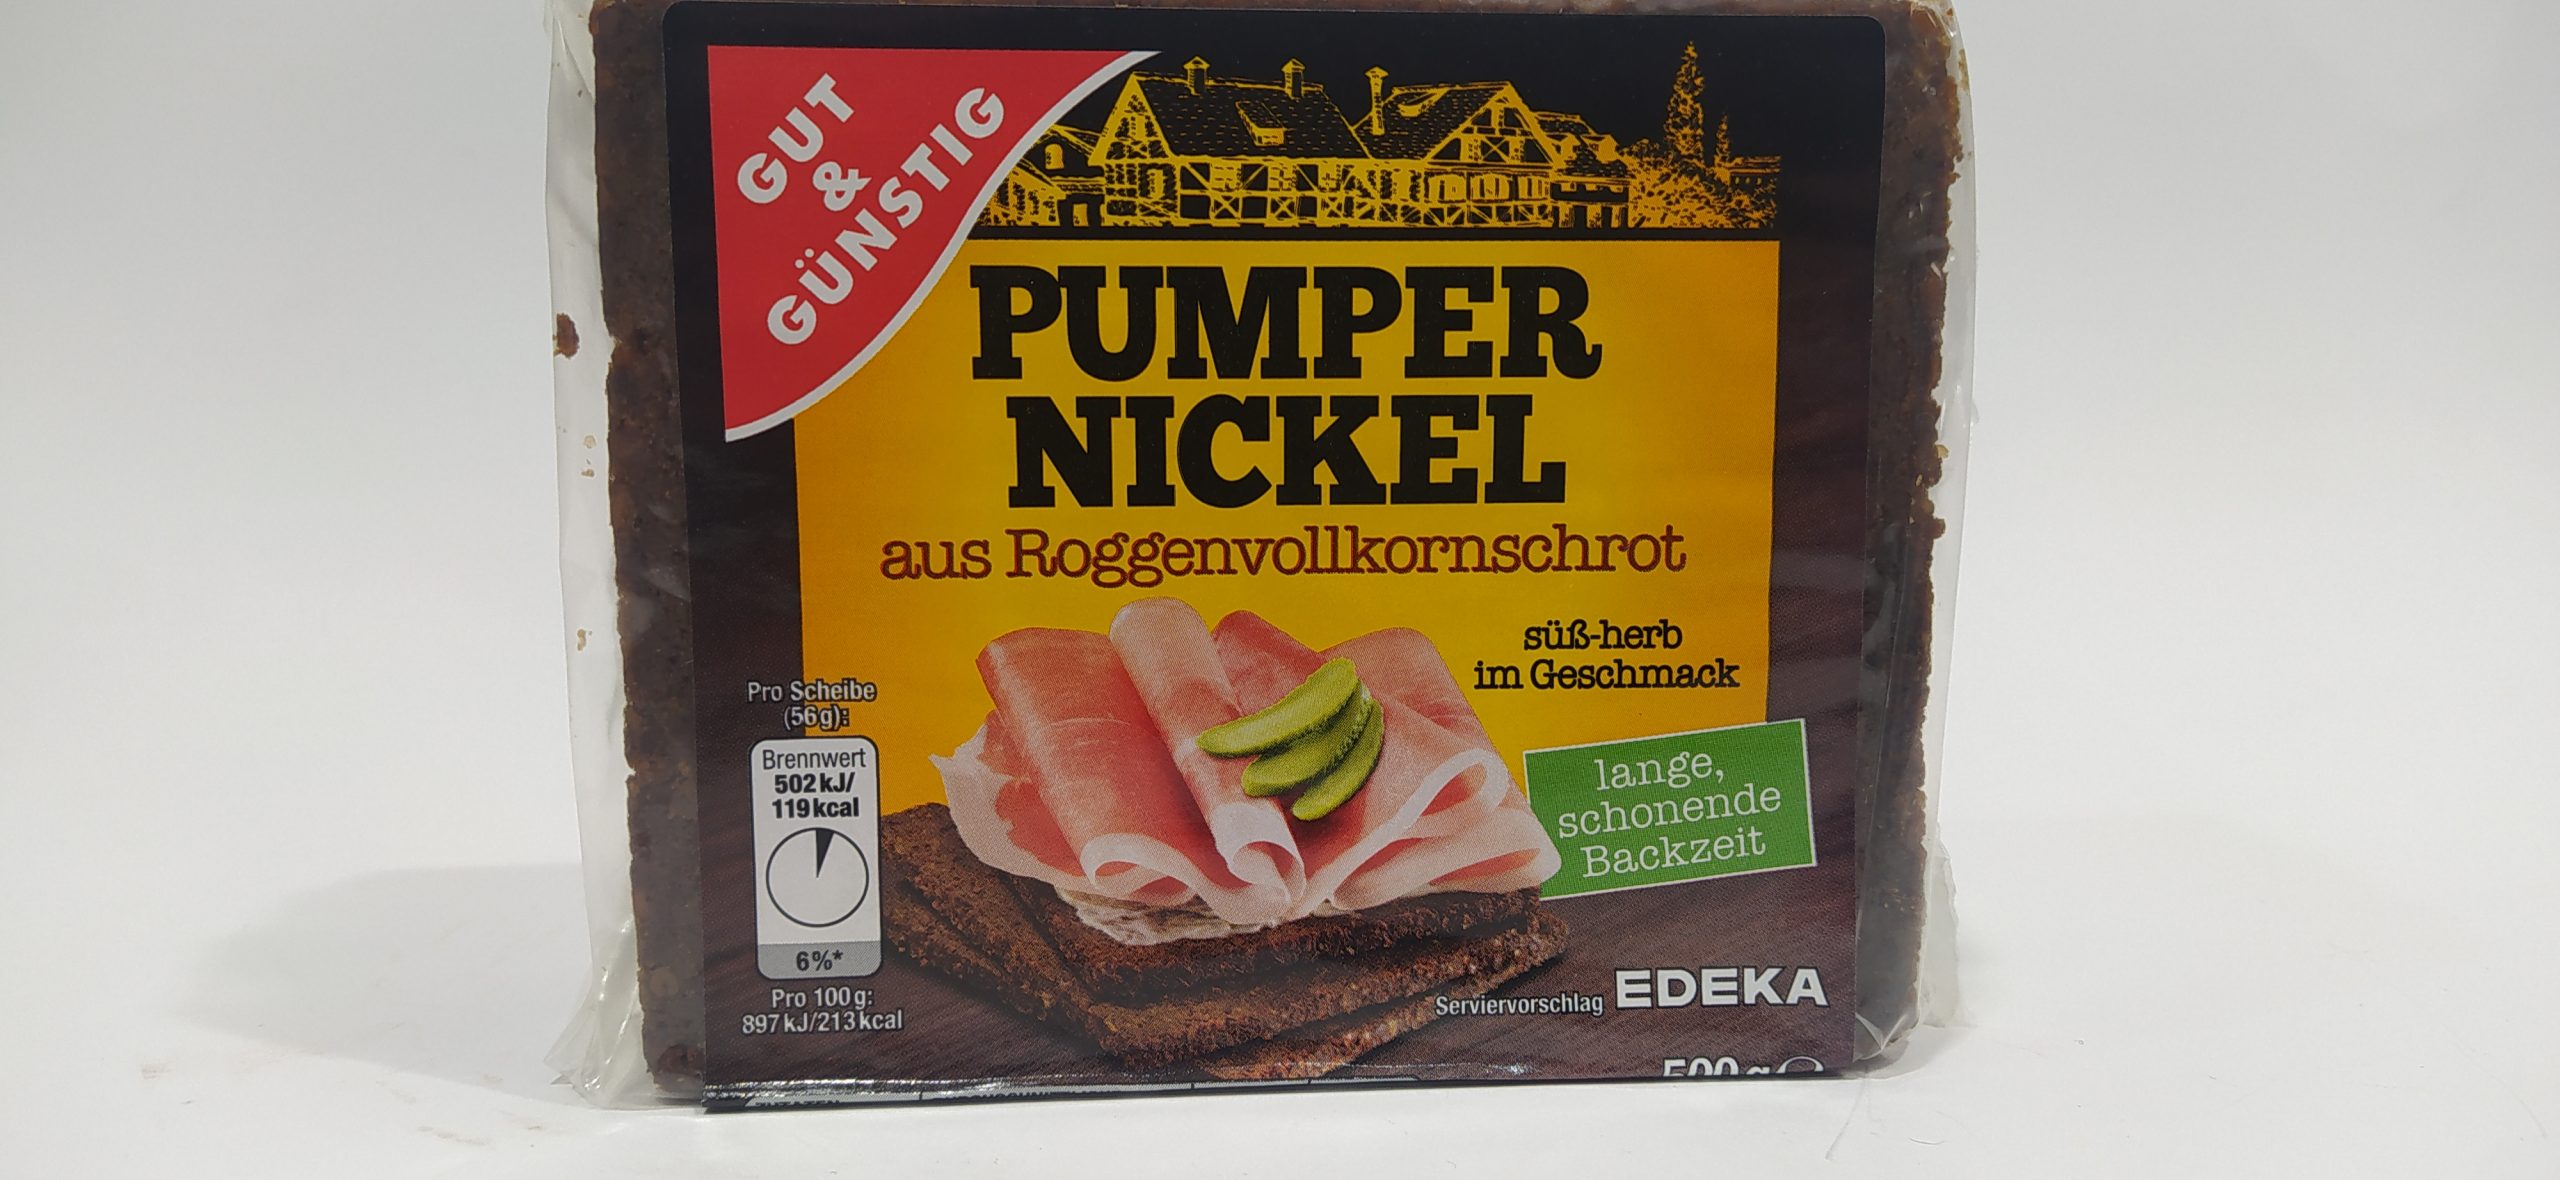 GUT
&
GÜNSTIG
PUMPER
NICKEL
aus Roggenvollkornschrot
süß-herb
im Geschmack
lange,
schonende
Backzeit
Pro Scheibe
(56g):
Brennwert
502 kJ/
119 kcal
6%*
Pro 100 g:
897 kJ/213 kcal
Serviervorschlag
EDEKA
500 g